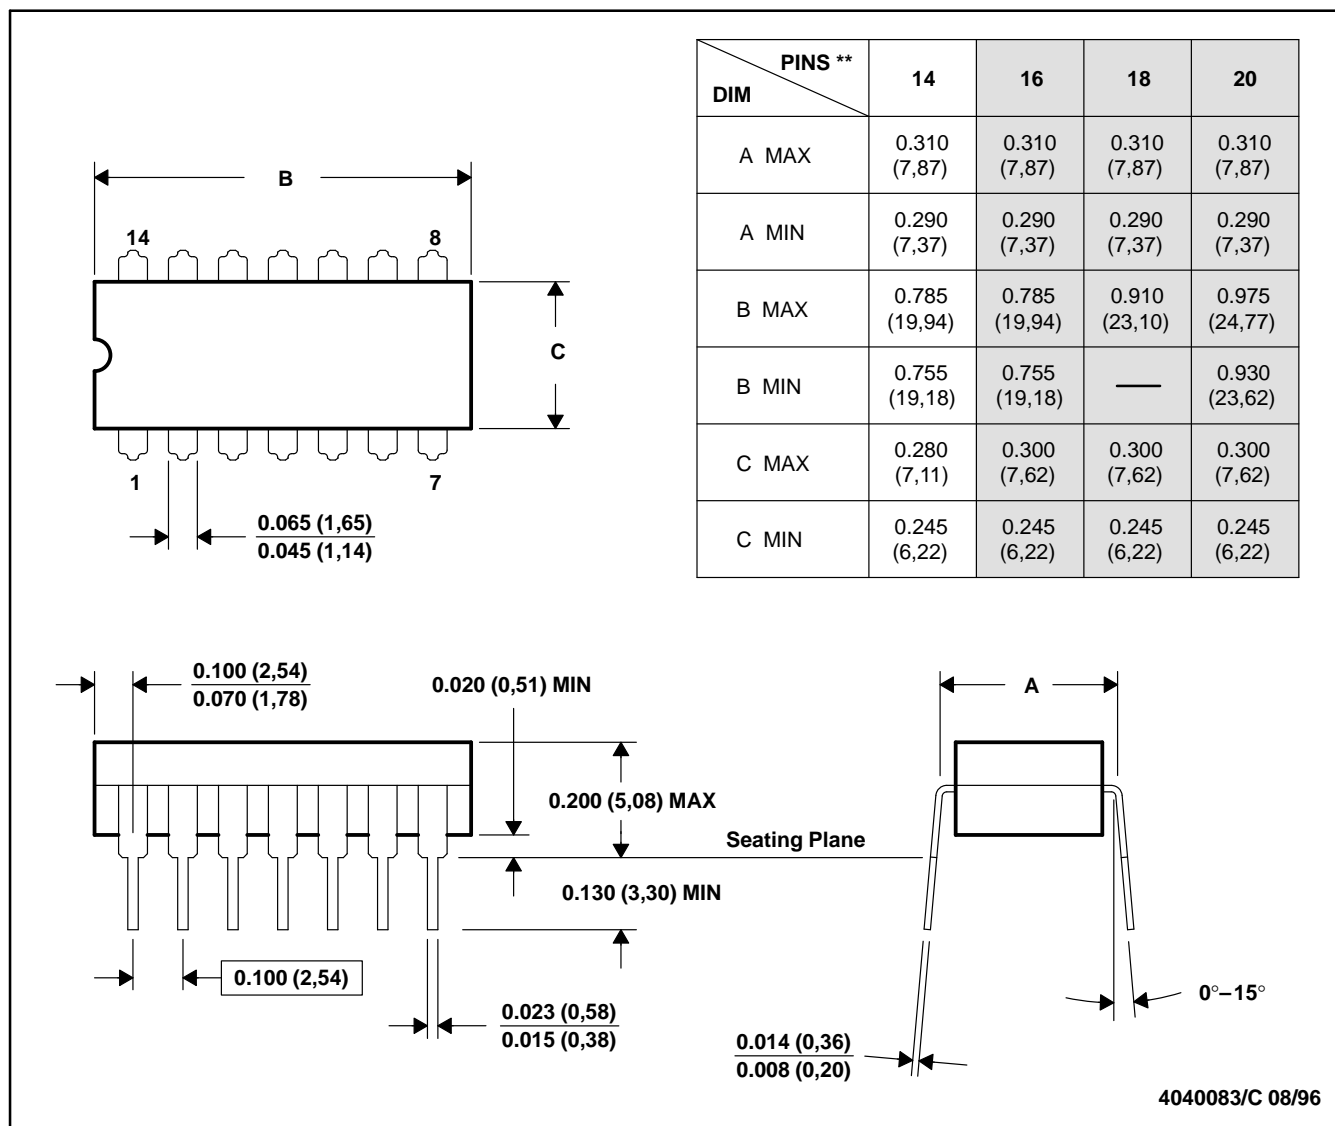 PINS **
DIM
14 16 18 20
A MAX 0.310 (7,87) 0.310 (7,87) 0.310 (7,87) 0.310 (7,87)
A MIN 0.290 (7,37) 0.290 (7,37) 0.290 (7,37) 0.290 (7,37)
B MAX 0.785 (19,94) 0.785 (19,94) 0.910 (23,10) 0.975 (24,77)
B MIN 0.755 (19,18) 0.755 (19,18) — 0.930 (23,62)
C MAX 0.280 (7,11) 0.300 (7,62) 0.300 (7,62) 0.300 (7,62)
C MIN 0.245 (6,22) 0.245 (6,22) 0.245 (6,22) 0.245 (6,22)
B
14 8
C
1 7
0.065 (1,65)
0.045 (1,14)
0.100 (2,54)
0.070 (1,78)
0.020 (0,51) MIN
A
0.200 (5,08) MAX
Seating Plane
0.130 (3,30) MIN
0.100 (2,54)
0.023 (0,58)
0.015 (0,38)
0°–15°
0.014 (0,36)
0.008 (0,20)
4040083/C 08/96